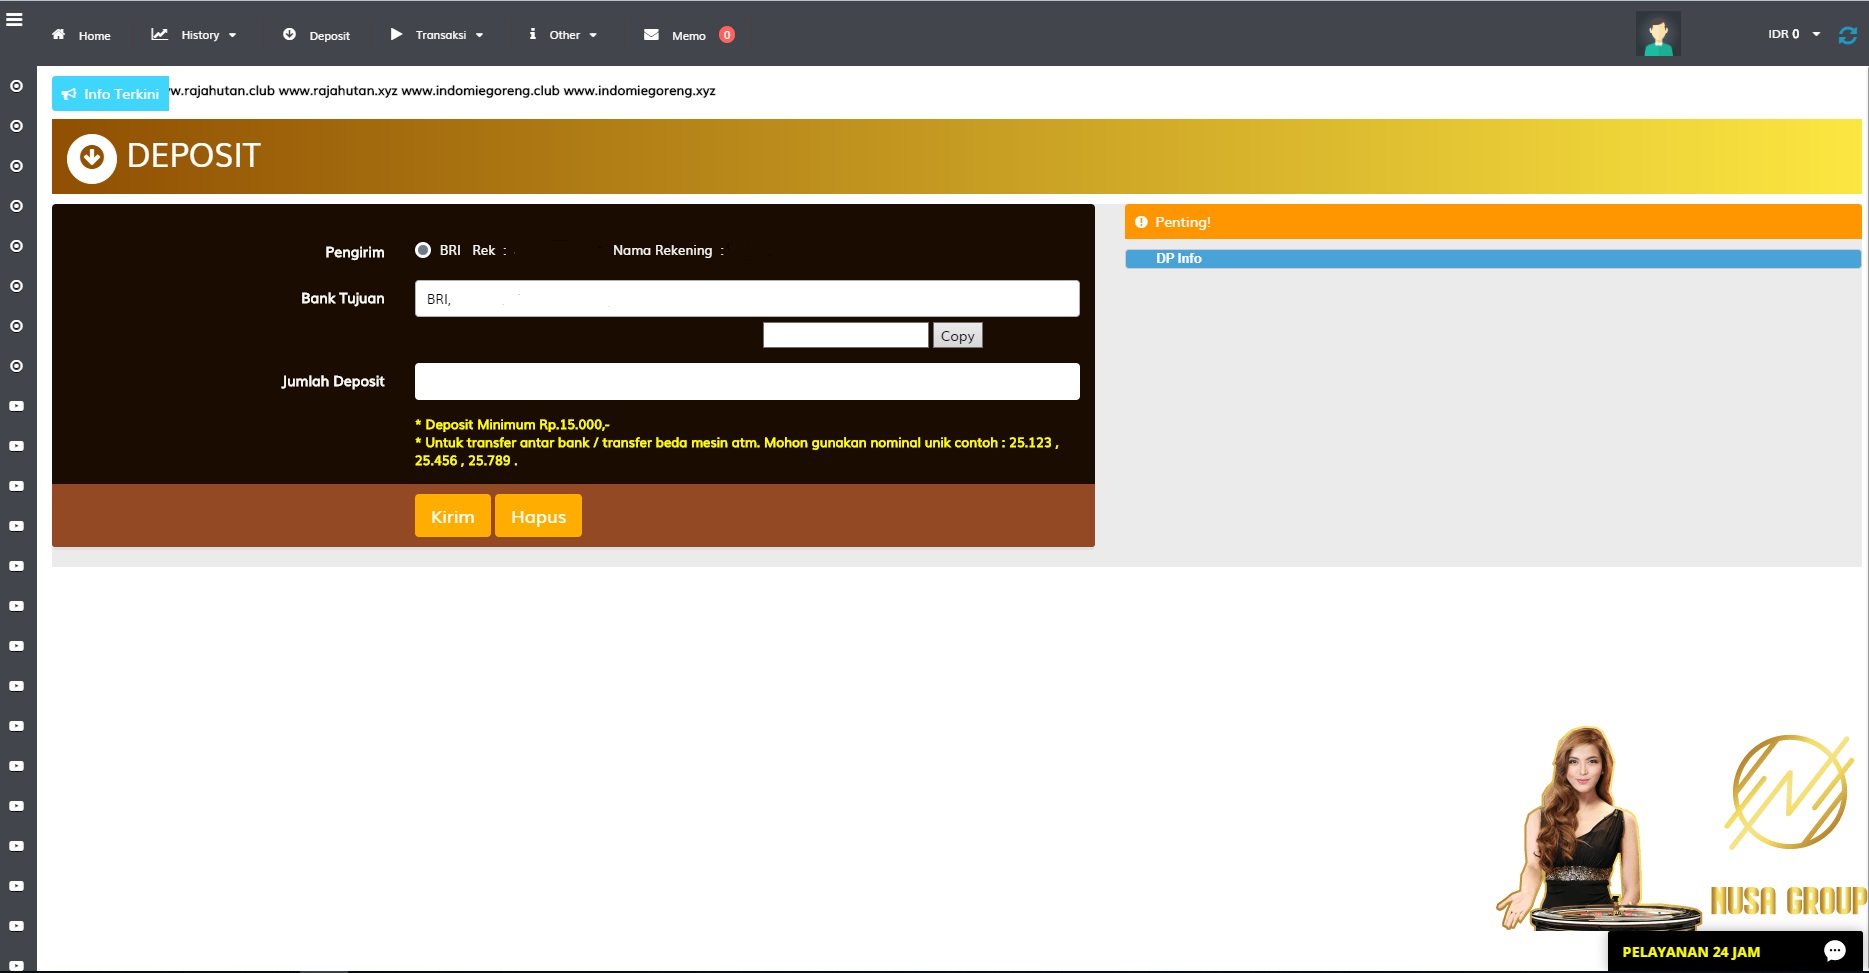 Home
History
Deposit
Transaksi
Other
Memo 0
IDR 0
Info Terkini
www.rajahutan.club www.rajahutan.xyz www.indomiegoreng.club www.indomiegoreng.xyz
DEPOSIT
Pengirim
BRI Rek : Nama Rekening :
Bank Tujuan
BRI,
Copy
Jumlah Deposit
* Deposit Minimum Rp.15.000,-
* Untuk transfer antar bank / transfer beda mesin atm. Mohon gunakan nominal unik contoh : 25.123 ,
25.456 , 25.789 .
Kirim Hapus
Penting!
DP Info
NUSA GROUP
PELAYANAN 24 JAM